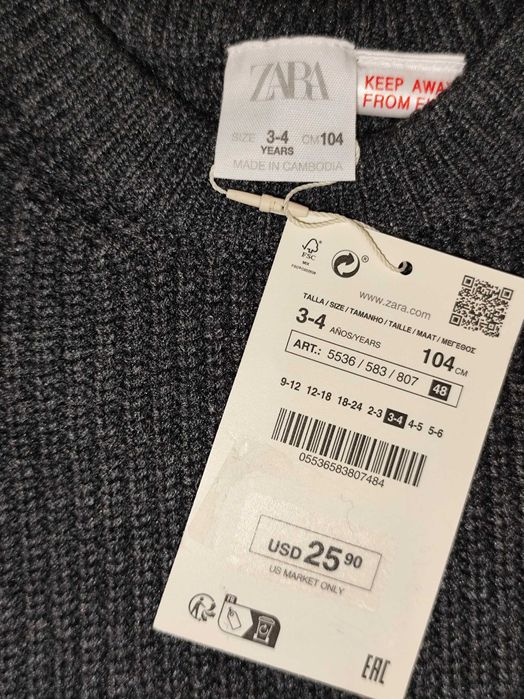 ZARA
SIZE 3-4 CM 104
YEARS
MADE IN CAMBODIA
KEEP AWAY
FROM
FSC
MIX
www.zara.com
TALLA / SIZE / TAMANHO / TAILLE / MAAT / ΜΕΓΕΘΟΣ
3-4 AÑOS/YEARS 104 CM
ART.: 5536 / 583 / 807 48
9-12 12-18 18-24 2-3 3-4 4-5 5-6
05536583807484
USD 25.90
US MARKET ONLY
FR
EAC